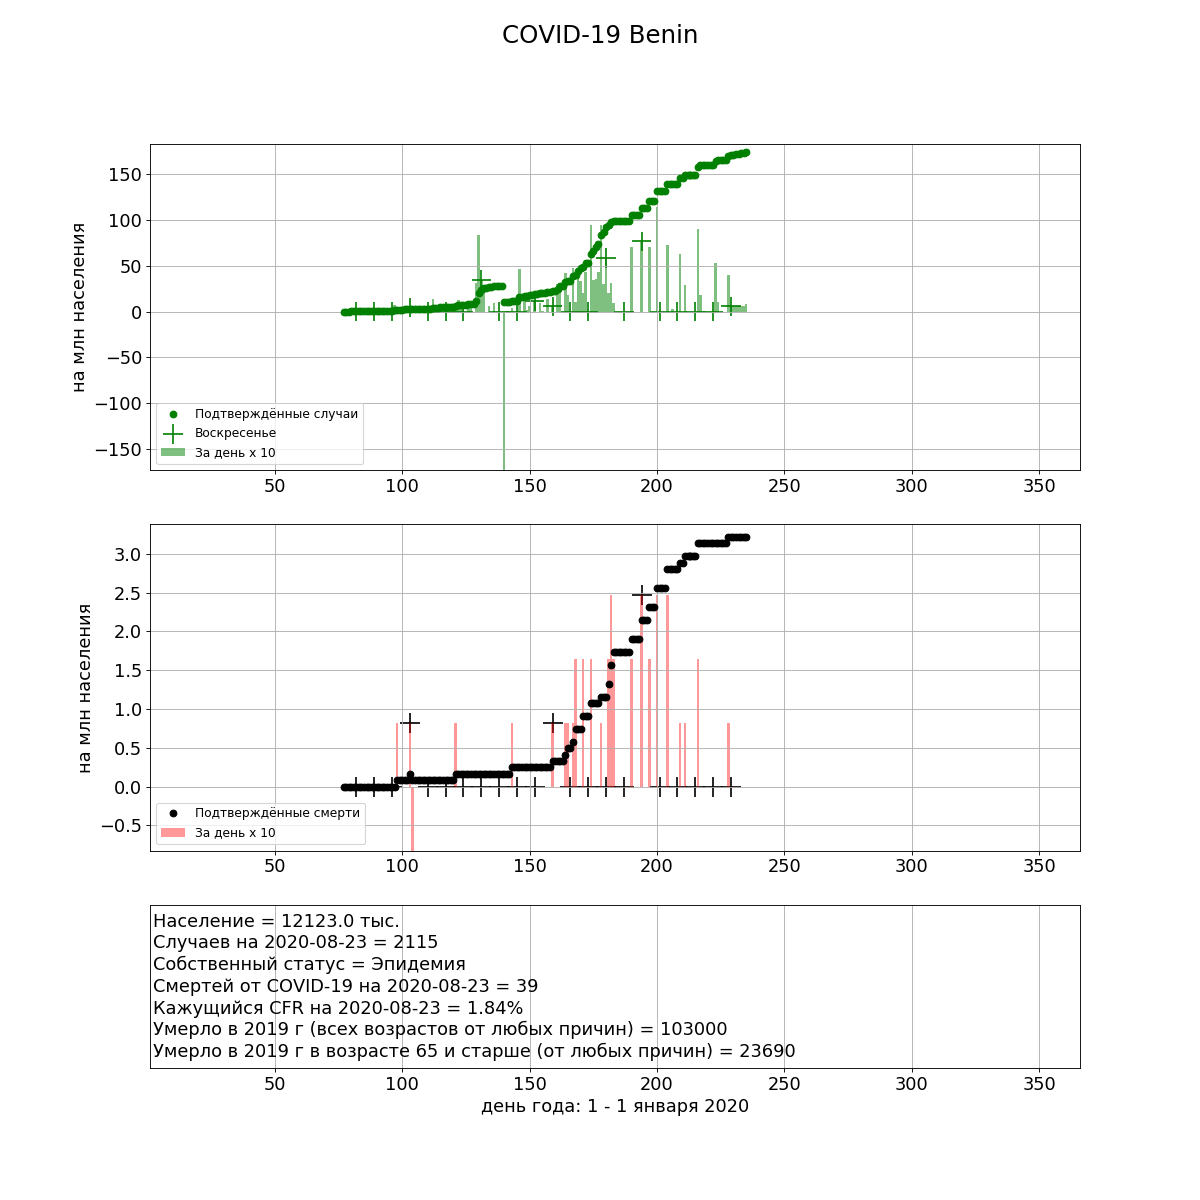 COVID-19 Benin
на млн населения
150
100
50
0
−50
−100
−150
Подтверждённые случаи
Воскресенье
За день x 10
50 100 150 200 250 300 350
на млн населения
3.0
2.5
2.0
1.5
1.0
0.5
0.0
−0.5
Подтверждённые смерти
За день x 10
50 100 150 200 250 300 350
Население = 12123.0 тыс.
Случаев на 2020-08-23 = 2115
Собственный статус = Эпидемия
Смертей от COVID-19 на 2020-08-23 = 39
Кажущийся CFR на 2020-08-23 = 1.84%
Умерло в 2019 г (всех возрастов от любых причин) = 103000
Умерло в 2019 г в возрасте 65 и старше (от любых причин) = 23690
50 100 150 200 250 300 350
день года: 1 - 1 января 2020